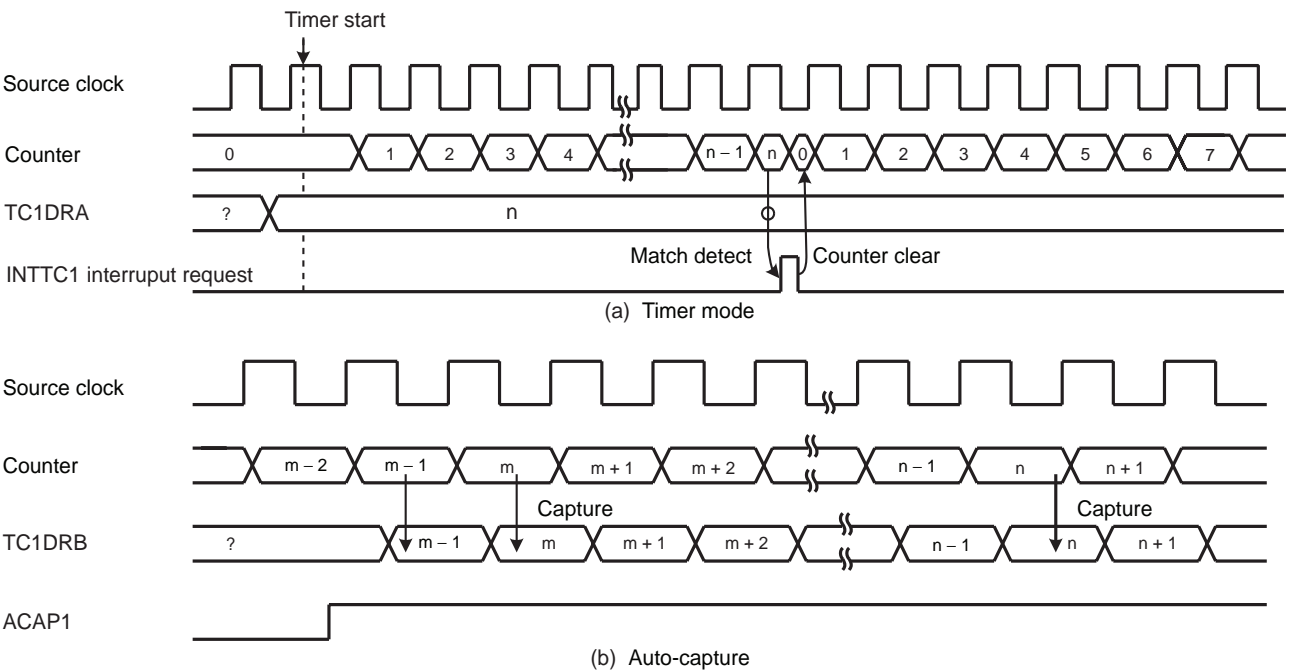 Timer start
Source clock
Counter
0 1 2 3 4 n – 1 n 0 1 2 3 4 5 6 7
TC1DRA
? n
Match detect Counter clear
INTTC1 interruput request
(a) Timer mode
Source clock
Counter
m – 2 m – 1 m m + 1 m + 2 n – 1 n n + 1
Capture Capture
TC1DRB
? m – 1 m m + 1 m + 2 n – 1 n n + 1
ACAP1
(b) Auto-capture